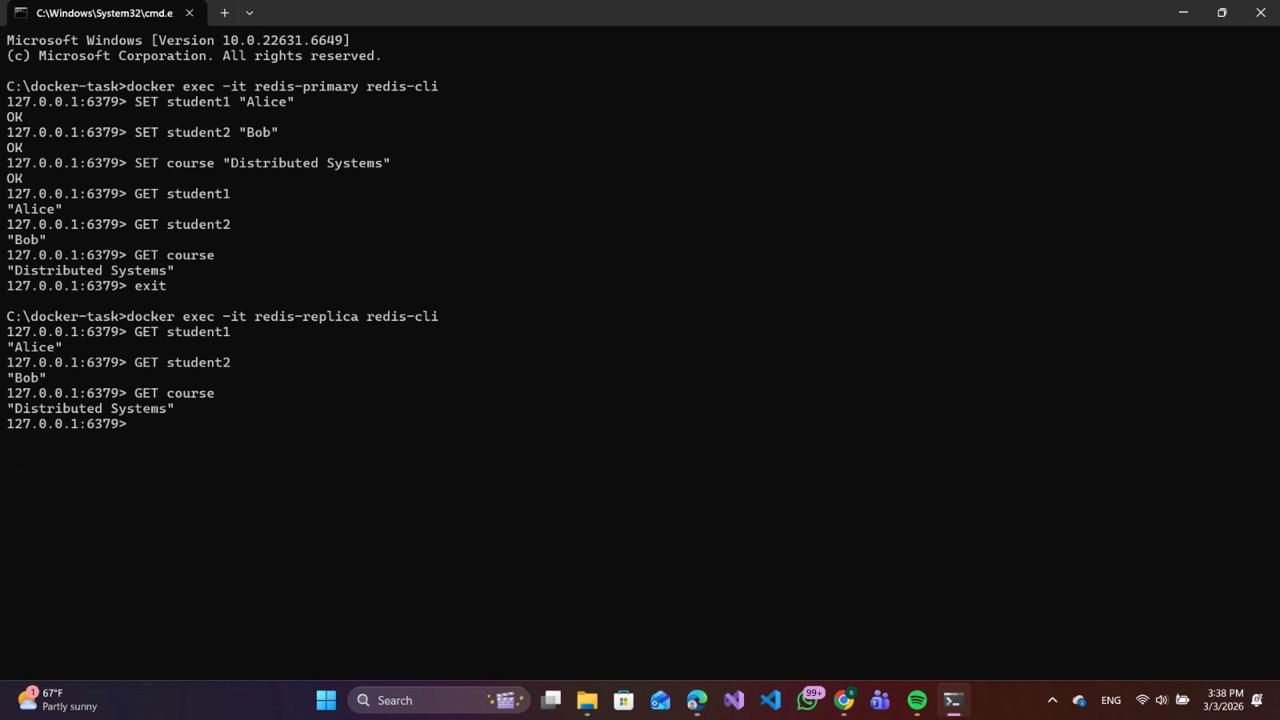 C:\Windows\System32\cmd.e
Microsoft Windows [Version 10.0.22631.6649]
(c) Microsoft Corporation. All rights reserved.
C:\docker-task>docker exec -it redis-primary redis-cli
127.0.0.1:6379> SET student1 "Alice"
OK
127.0.0.1:6379> SET student2 "Bob"
OK
127.0.0.1:6379> SET course "Distributed Systems"
OK
127.0.0.1:6379> GET student1
"Alice"
127.0.0.1:6379> GET student2
"Bob"
127.0.0.1:6379> GET course
"Distributed Systems"
127.0.0.1:6379> exit
C:\docker-task>docker exec -it redis-replica redis-cli
127.0.0.1:6379> GET student1
"Alice"
127.0.0.1:6379> GET student2
"Bob"
127.0.0.1:6379> GET course
"Distributed Systems"
127.0.0.1:6379>
1
67°F
Partly sunny
Search
99+
ENG
3:38 PM
3/3/2026